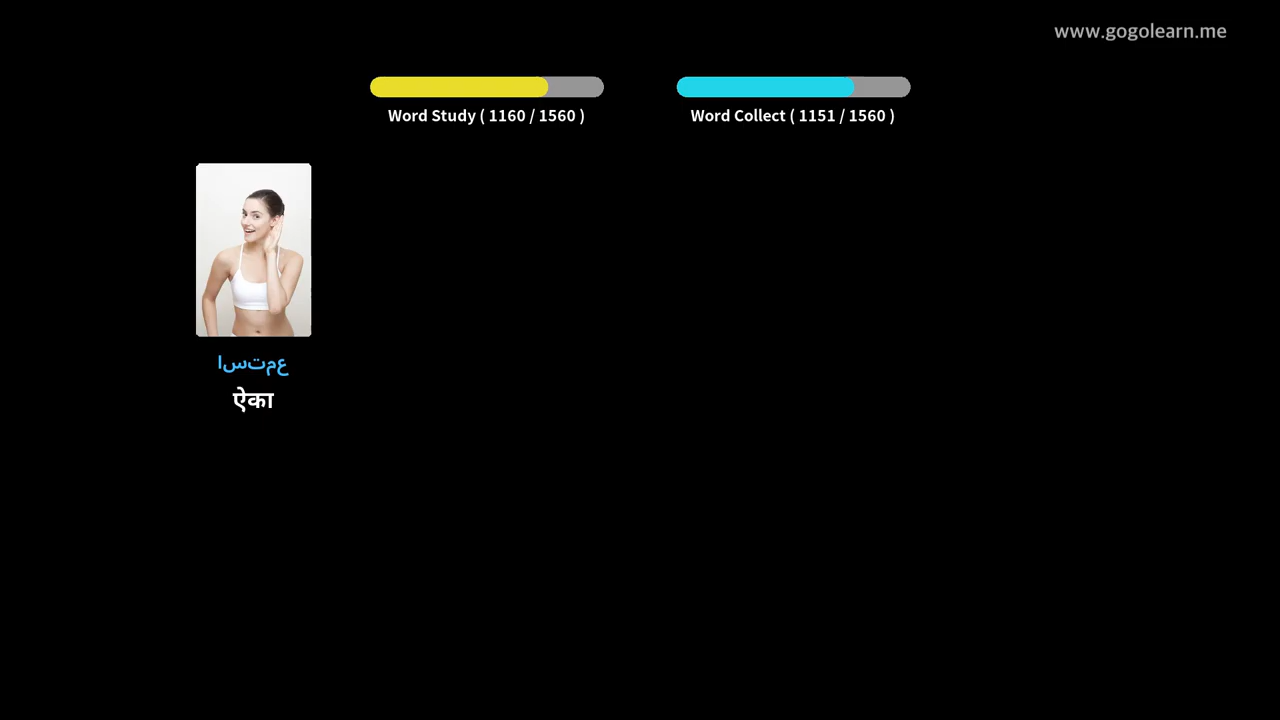 www.gogolearn.me
Word Study ( 1160 / 1560 )
Word Collect ( 1151 / 1560 )
استمع
ऐका